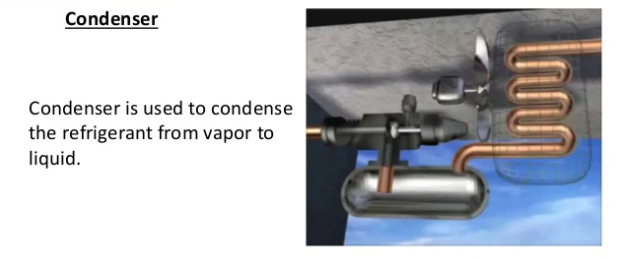 Condenser
Condenser is used to condense
the refrigerant from vapor to
liquid.